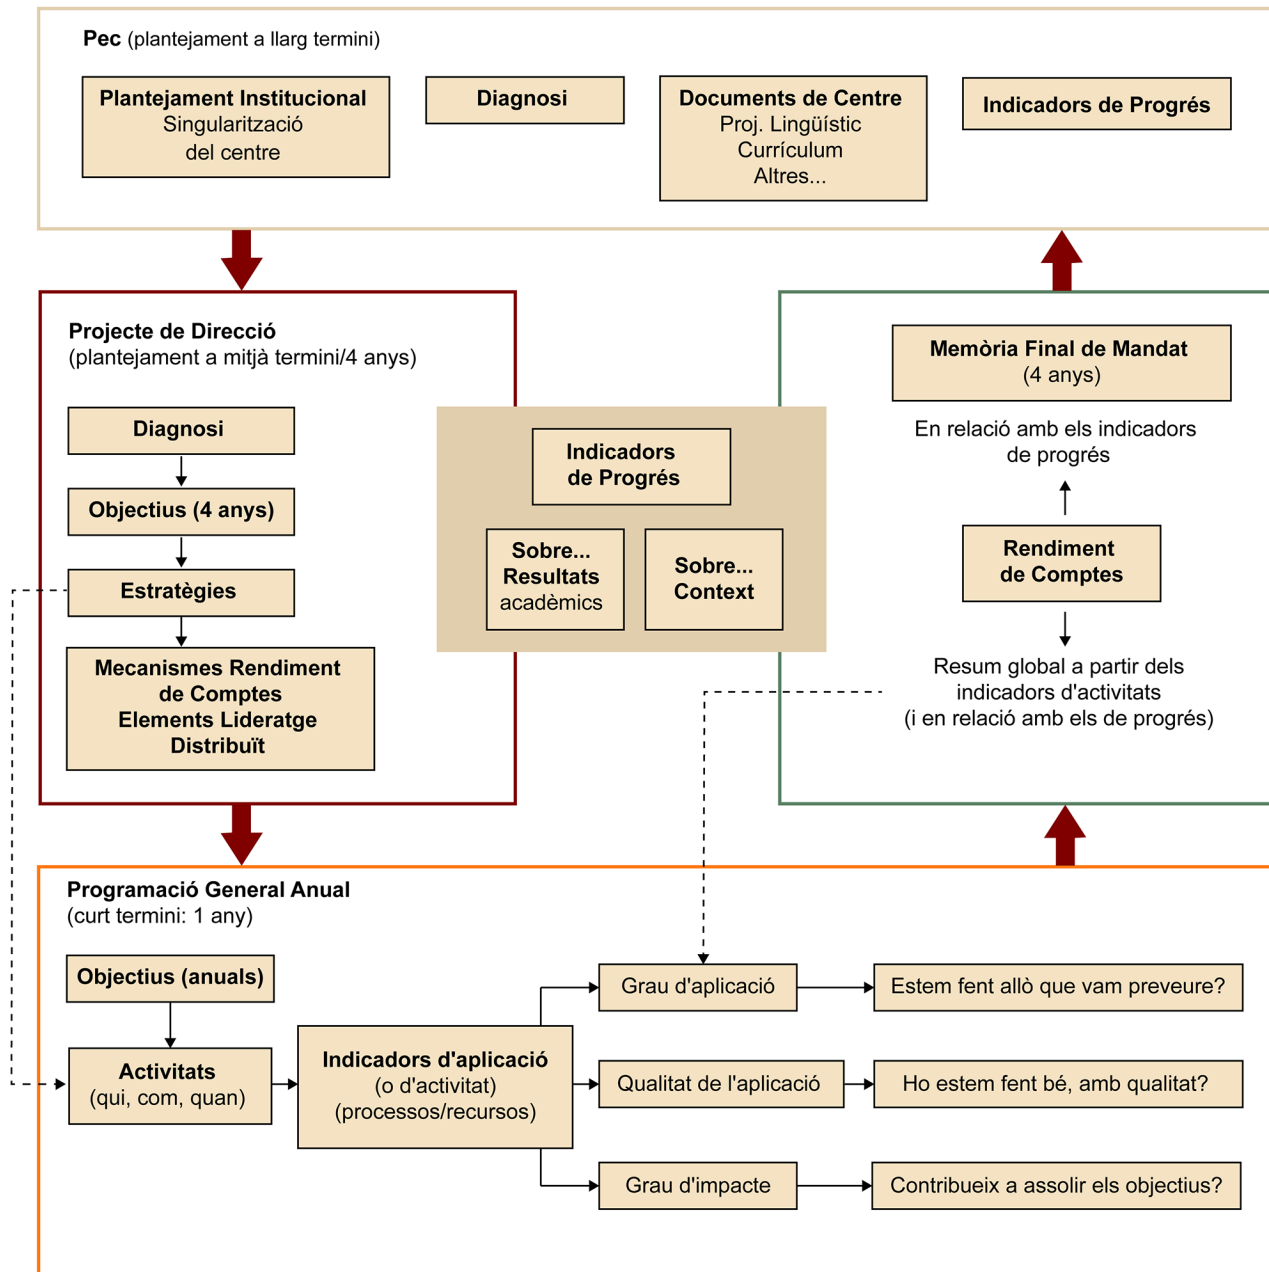 Pec (plantejament a llarg termini)
Plantejament Institucional
Singularització
del centre
Diagnosi
Documents de Centre
Proj. Lingüístic
Currículum
Altres...
Indicadors de Progrés
Projecte de Direcció
(plantejament a mitjà termini/4 anys)
Diagnosi
Objectius (4 anys)
Estratègies
Mecanismes Rendiment
de Comptes
Elements Lideratge
Distribuït
Indicadors
de Progrés
Sobre...
Resultats
acadèmics
Sobre...
Context
Memòria Final de Mandat
(4 anys)
En relació amb els indicadors
de progrés
Rendiment
de Comptes
Resum global a partir dels
indicadors d'activitats
(i en relació amb els de progrés)
Programació General Anual
(curt termini: 1 any)
Objectius (anuals)
Activitats
(qui, com, quan)
Indicadors d'aplicació
(o d'activitat)
(processos/recursos)
Grau d'aplicació
Estem fent allò que vam preveure?
Qualitat de l'aplicació
Ho estem fent bé, amb qualitat?
Grau d'impacte
Contribueix a assolir els objectius?